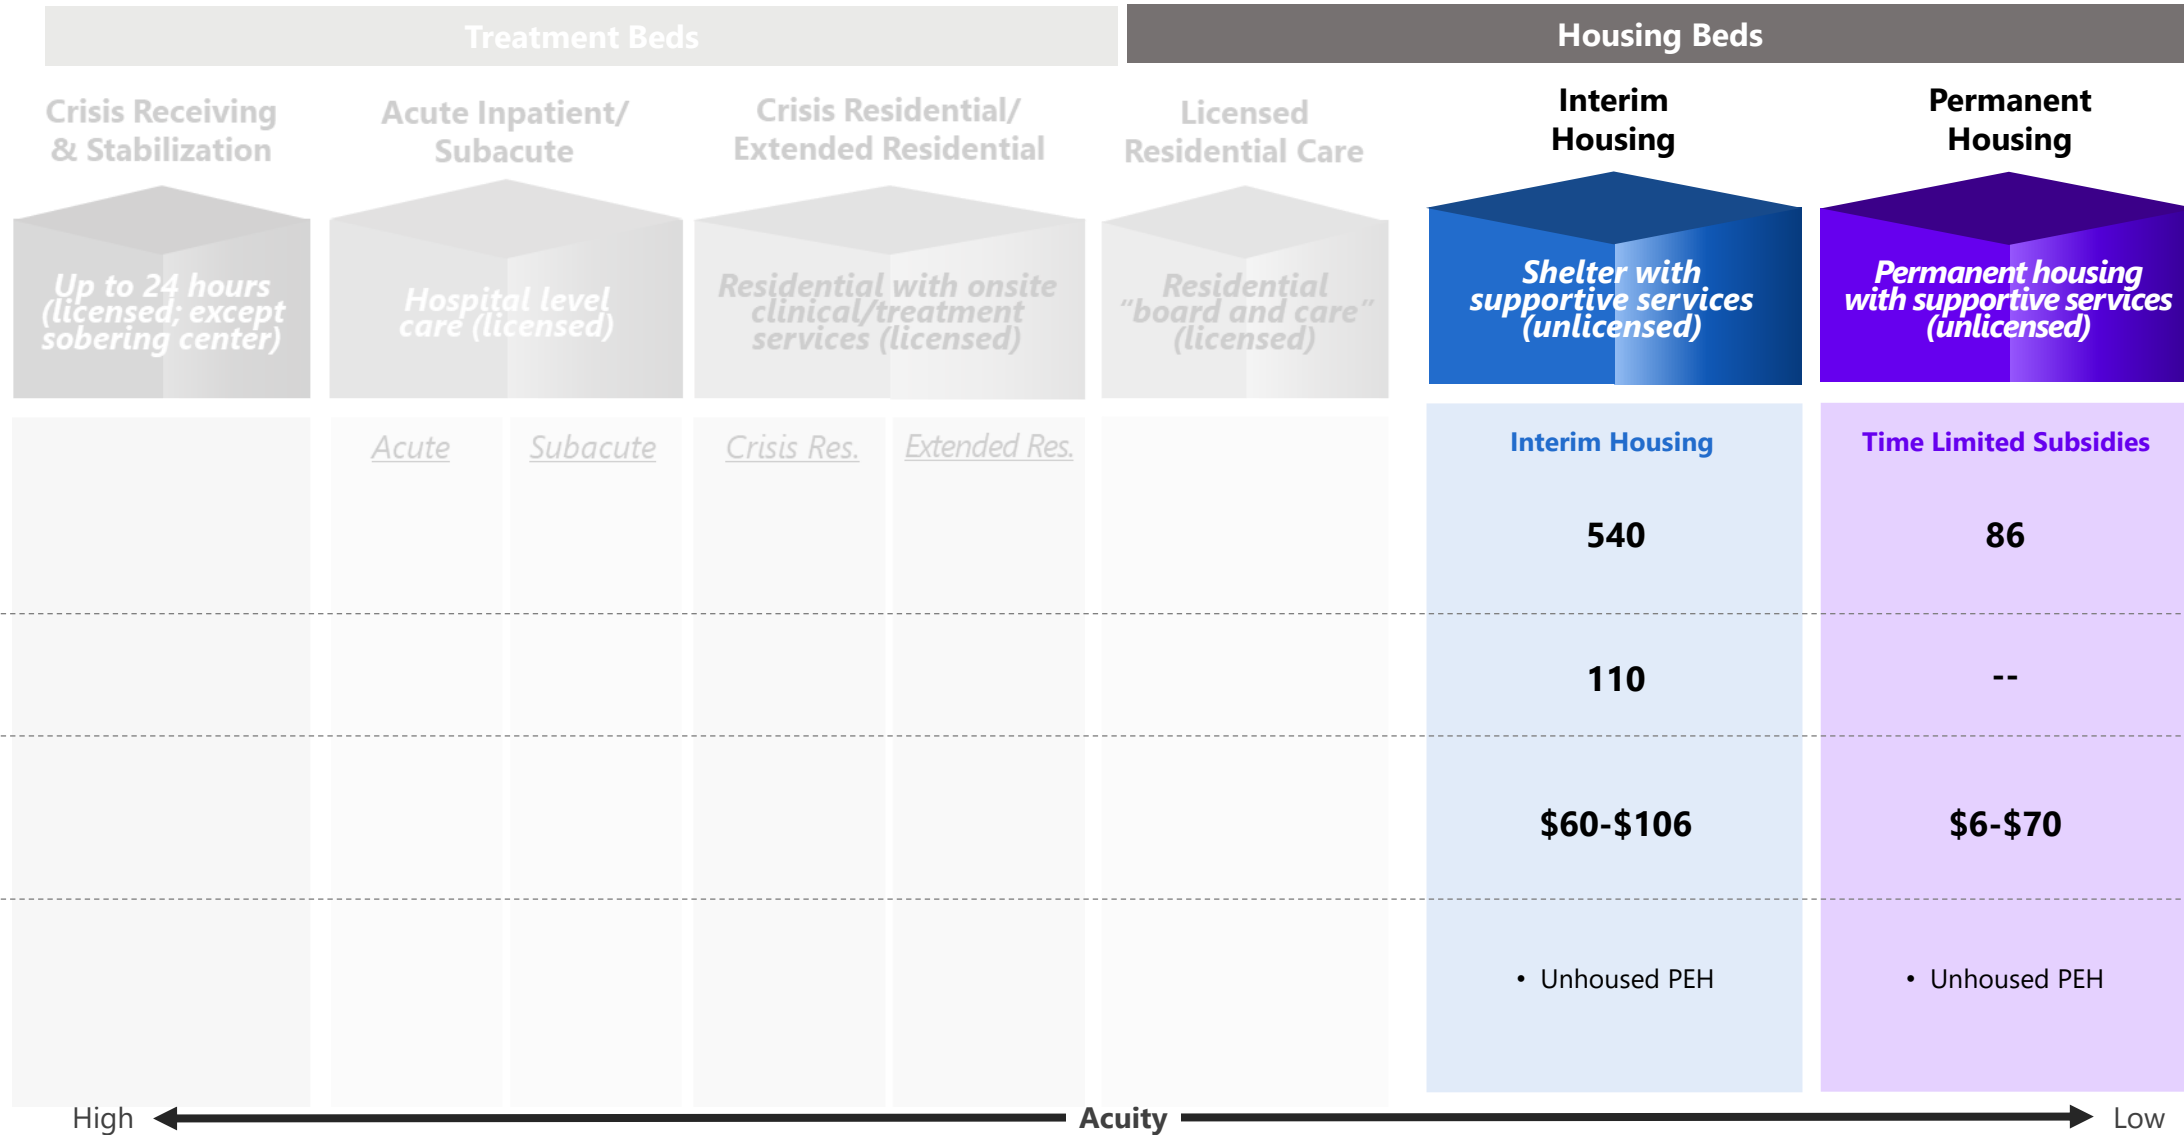 Treatment Beds
Housing Beds
Crisis Receiving
& Stabilization
Acute Inpatient/
Subacute
Crisis Residential/
Extended Residential
Licensed
Residential Care
Interim
Housing
Permanent
Housing
Up to 24 hours
(licensed; except
sobering center)
Hospital level
care (licensed)
Residential with onsite
clinical/treatment
services (licensed)
Residential
"board and care"
(licensed)
Shelter with
supportive services
(unlicensed)
Permanent housing
with supportive services
(unlicensed)
Acute
Subacute
Crisis Res.
Extended Res.
Interim Housing
Time Limited Subsidies
540
86
110
--
$60-$106
$6-$70
• Unhoused PEH
• Unhoused PEH
High
Acuity
Low